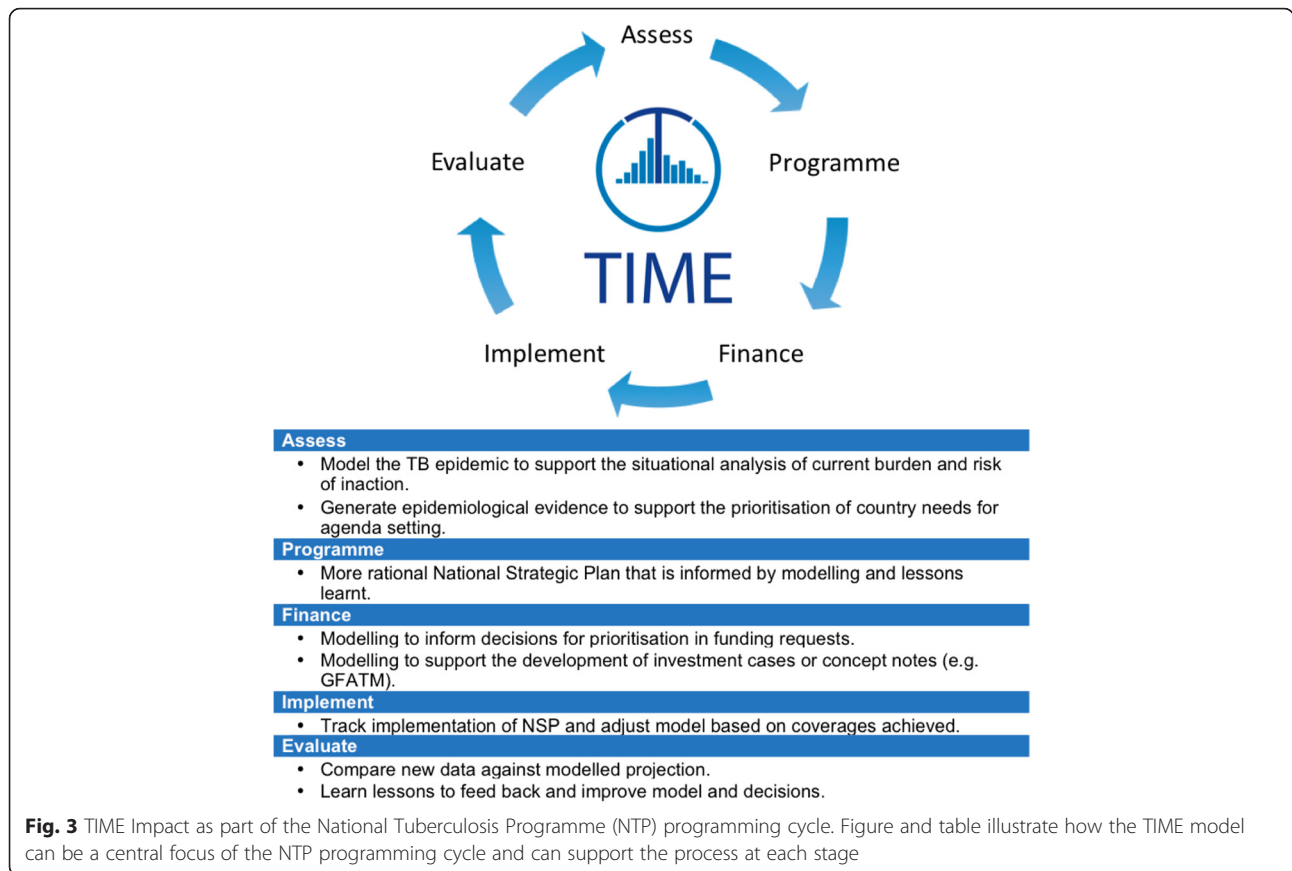 Assess
Programme
Finance
Implement
Evaluate
TIME
Assess
• Model the TB epidemic to support the situational analysis of current burden and risk
of inaction.
• Generate epidemiological evidence to support the prioritisation of country needs for
agenda setting.
Programme
• More rational National Strategic Plan that is informed by modelling and lessons
learnt.
Finance
• Modelling to inform decisions for prioritisation in funding requests.
• Modelling to support the development of investment cases or concept notes (e.g.
GFATM).
Implement
• Track implementation of NSP and adjust model based on coverages achieved.
Evaluate
• Compare new data against modelled projection.
• Learn lessons to feed back and improve model and decisions.
Fig. 3 TIME Impact as part of the National Tuberculosis Programme (NTP) programming cycle. Figure and table illustrate how the TIME model
can be a central focus of the NTP programming cycle and can support the process at each stage